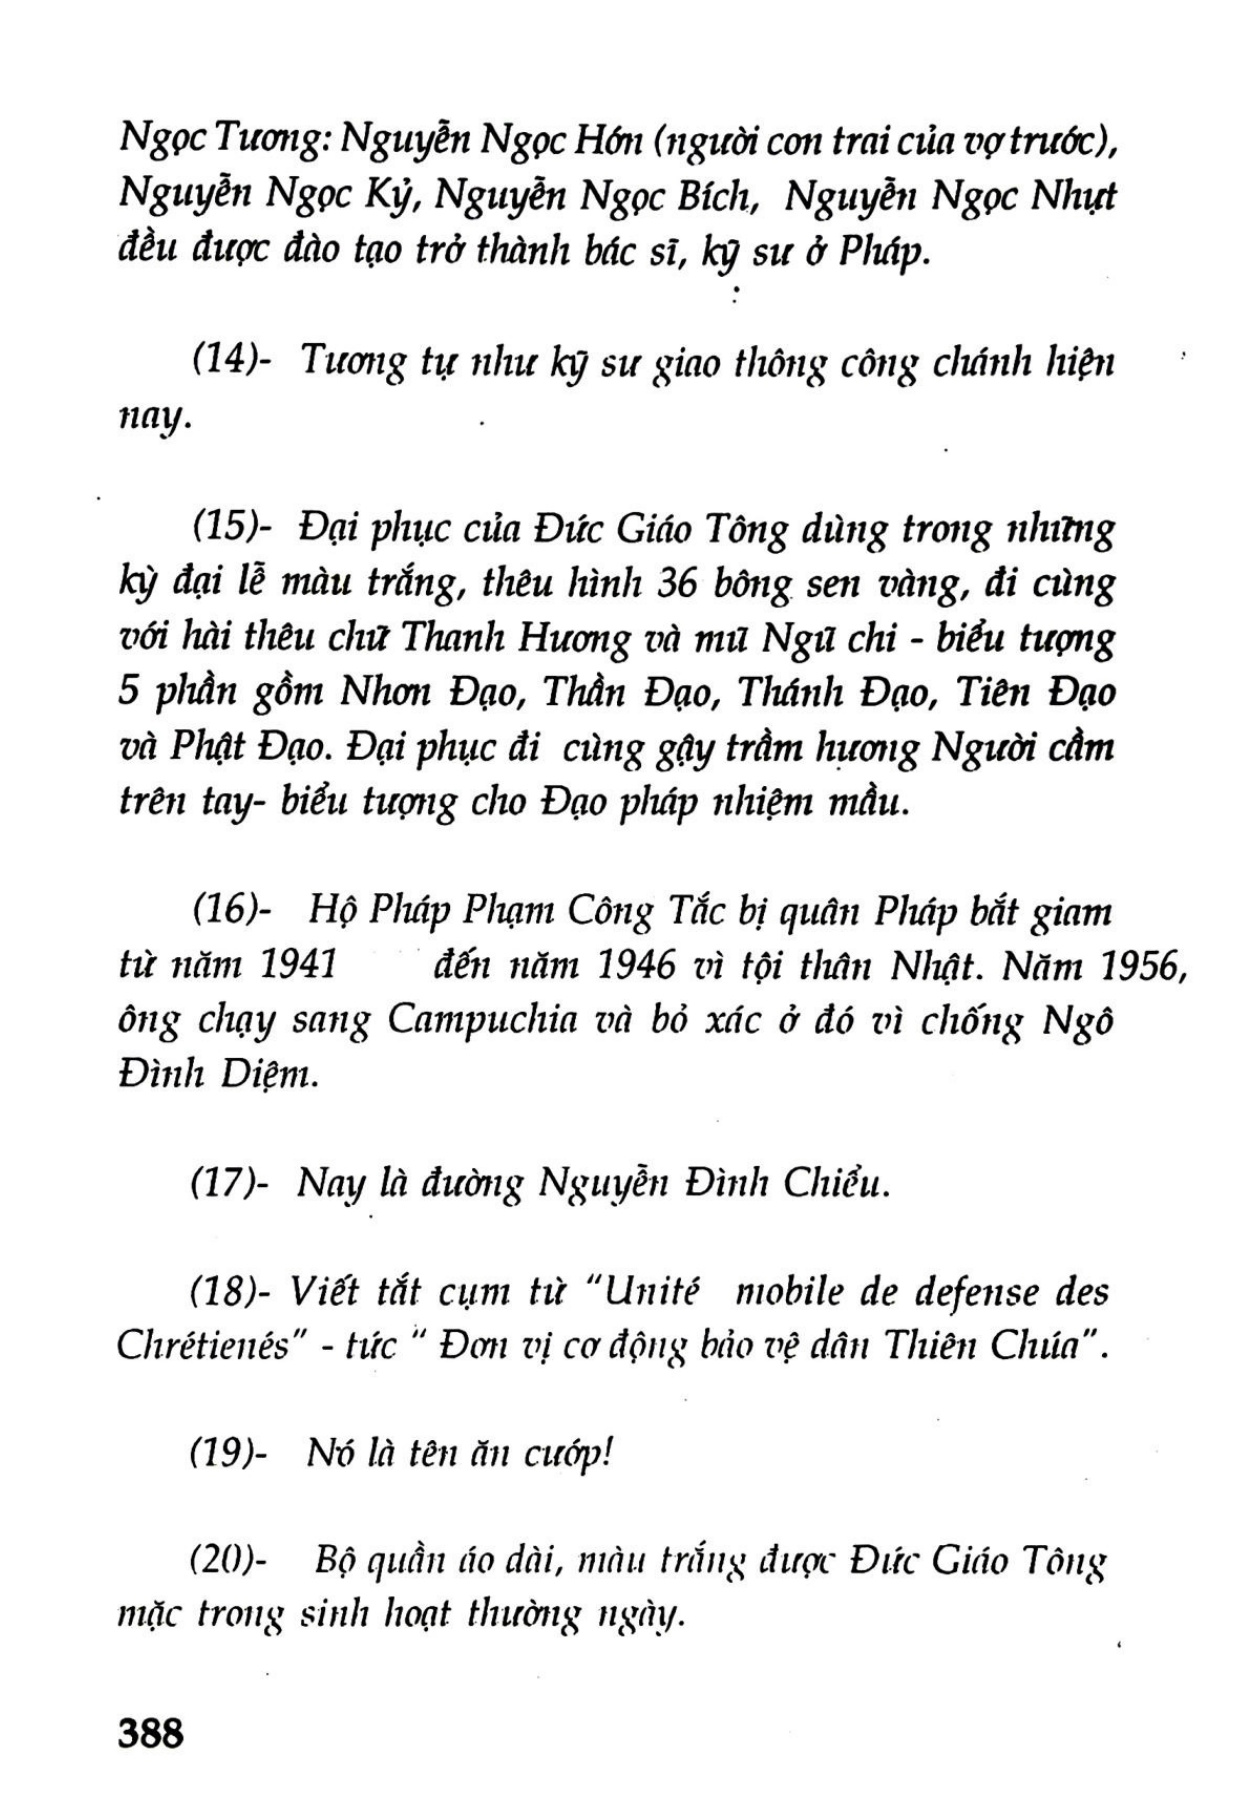 Ngọc Tương: Nguyễn Ngọc Hớn (người con trai của vợ trước),
Nguyễn Ngọc Kỷ, Nguyễn Ngọc Bích, Nguyễn Ngọc Nhựt
đều được đào tạo trở thành bác sĩ, kỹ sư ở Pháp.
(14)- Tương tự như kỹ sư giao thông công chánh hiện
nay.
(15)- Đại phục của Đức Giáo Tông dùng trong những
kỳ đại lễ màu trắng, thêu hình 36 bông sen vàng, đi cùng
với hài thêu chữ Thanh Hương và mũ Ngũ chi - biểu tượng
5 phần gồm Nhơn Đạo, Thần Đạo, Thánh Đạo, Tiên Đạo
và Phật Đạo. Đại phục đi cùng gậy trầm hương Người cầm
trên tay- biểu tượng cho Đạo pháp nhiệm mầu.
(16)- Hộ Pháp Phạm Công Tắc bị quân Pháp bắt giam
từ năm 1941 đến năm 1946 vì tội thân Nhật. Năm 1956,
ông chạy sang Campuchia và bỏ xác ở đó vì chống Ngô
Đình Diệm.
(17)- Nay là đường Nguyễn Đình Chiểu.
(18)- Viết tắt cụm từ "Unité mobile de defense des
Chrétienés" - tức " Đơn vị cơ động bảo vệ dân Thiên Chúa".
(19)- Nó là tên ăn cướp!
(20)- Bộ quần áo dài, màu trắng được Đức Giáo Tông
mặc trong sinh hoạt thường ngày.
388